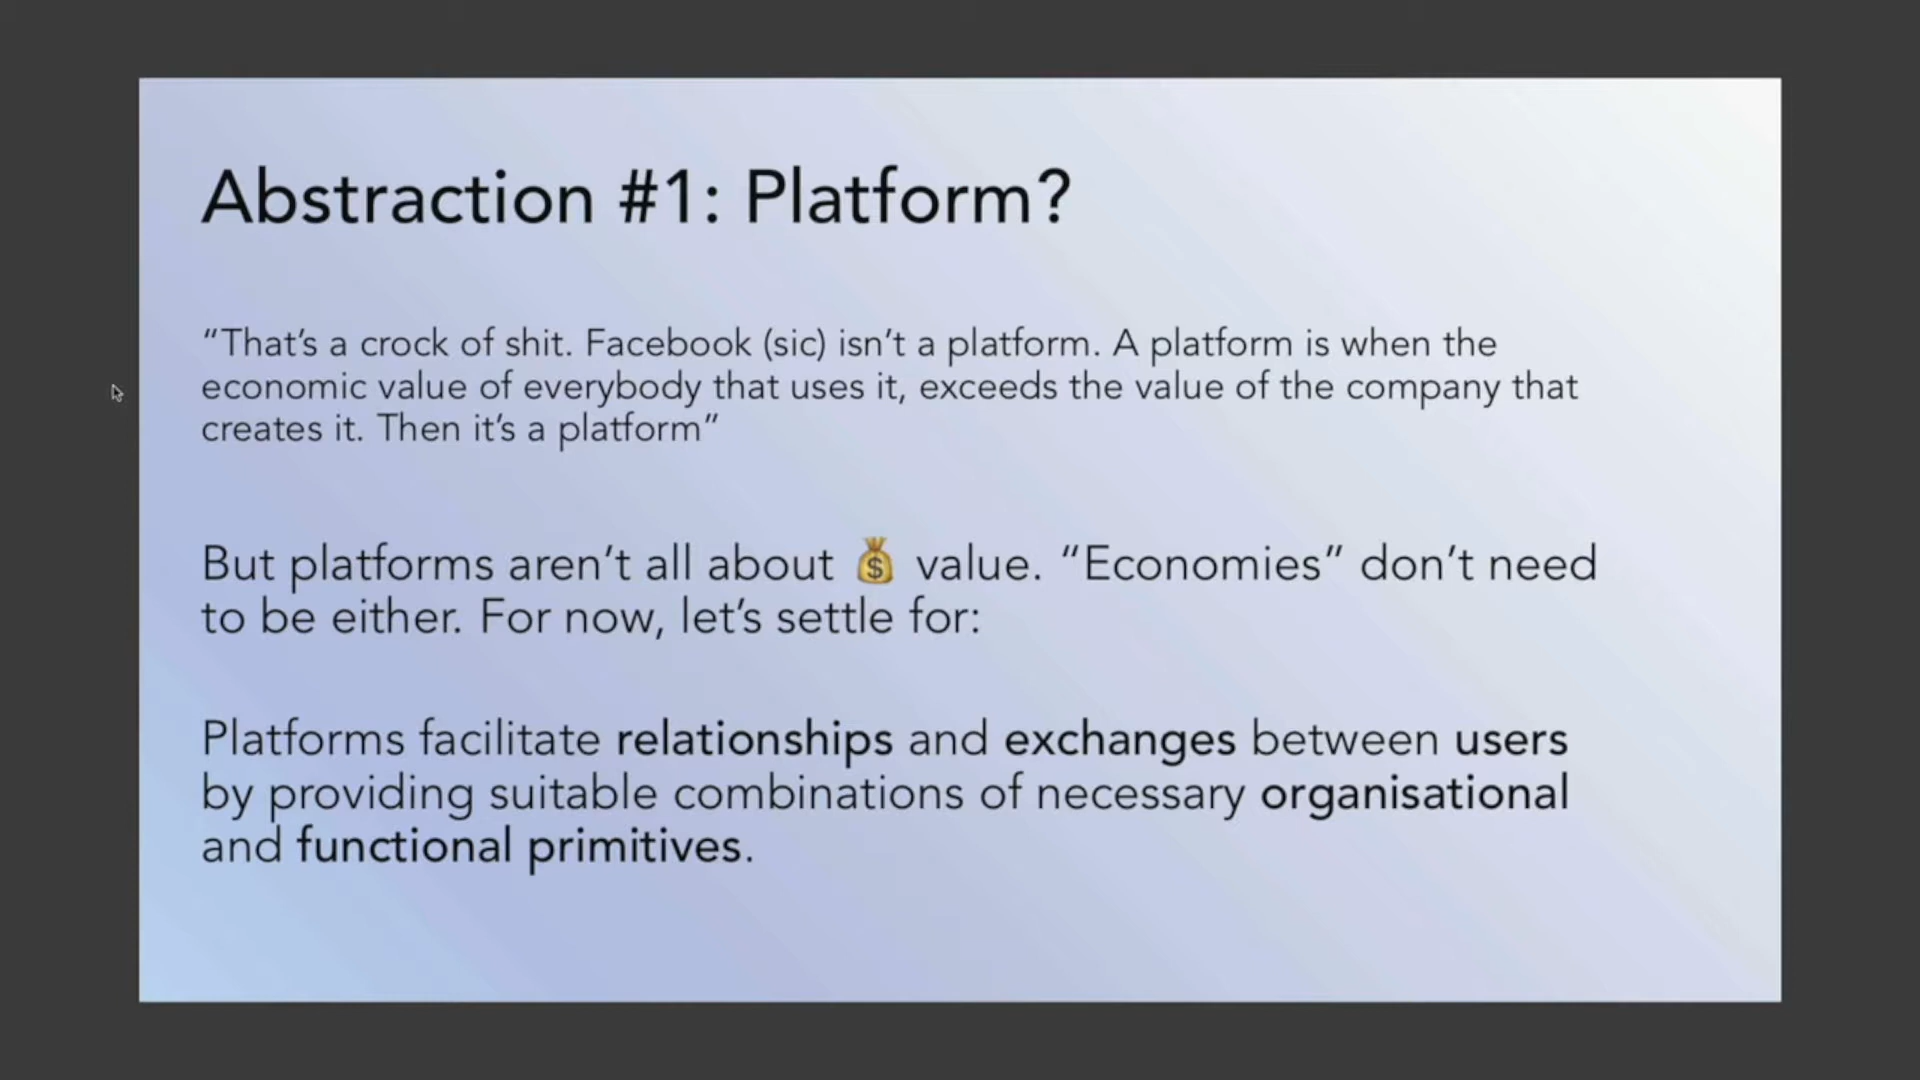 Abstraction #1: Platform?
“That’s a crock of shit. Facebook (sic) isn’t a platform. A platform is when the
economic value of everybody that uses it, exceeds the value of the company that
creates it. Then it’s a platform”
But platforms aren’t all about 💰 value. “Economies” don’t need
to be either. For now, let’s settle for:
Platforms facilitate relationships and exchanges between users
by providing suitable combinations of necessary organisational
and functional primitives.